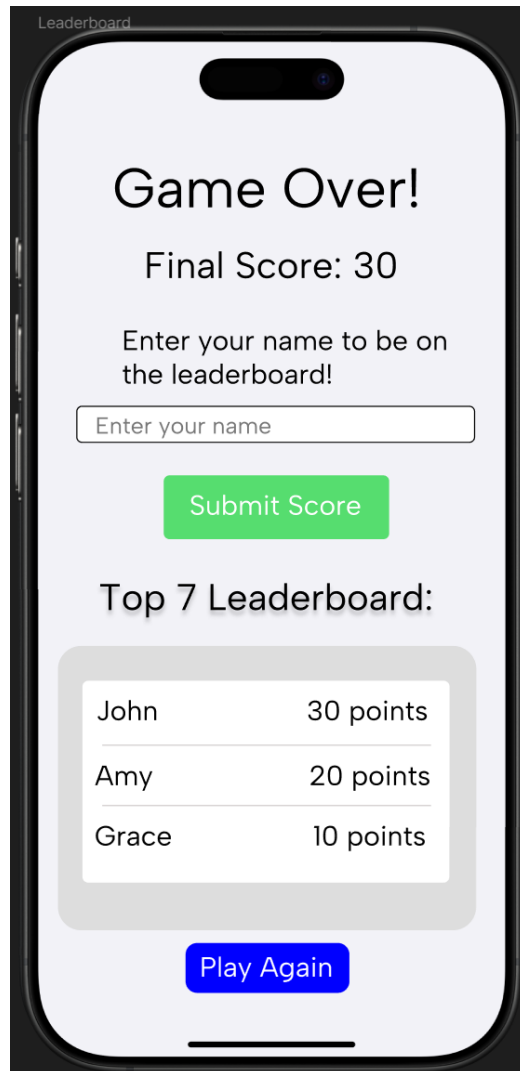 Leaderboard
Game Over!
Final Score: 30
Enter your name to be on
the leaderboard!
Enter your name
Submit Score
Top 7 Leaderboard:
John 30 points
Amy 20 points
Grace 10 points
Play Again